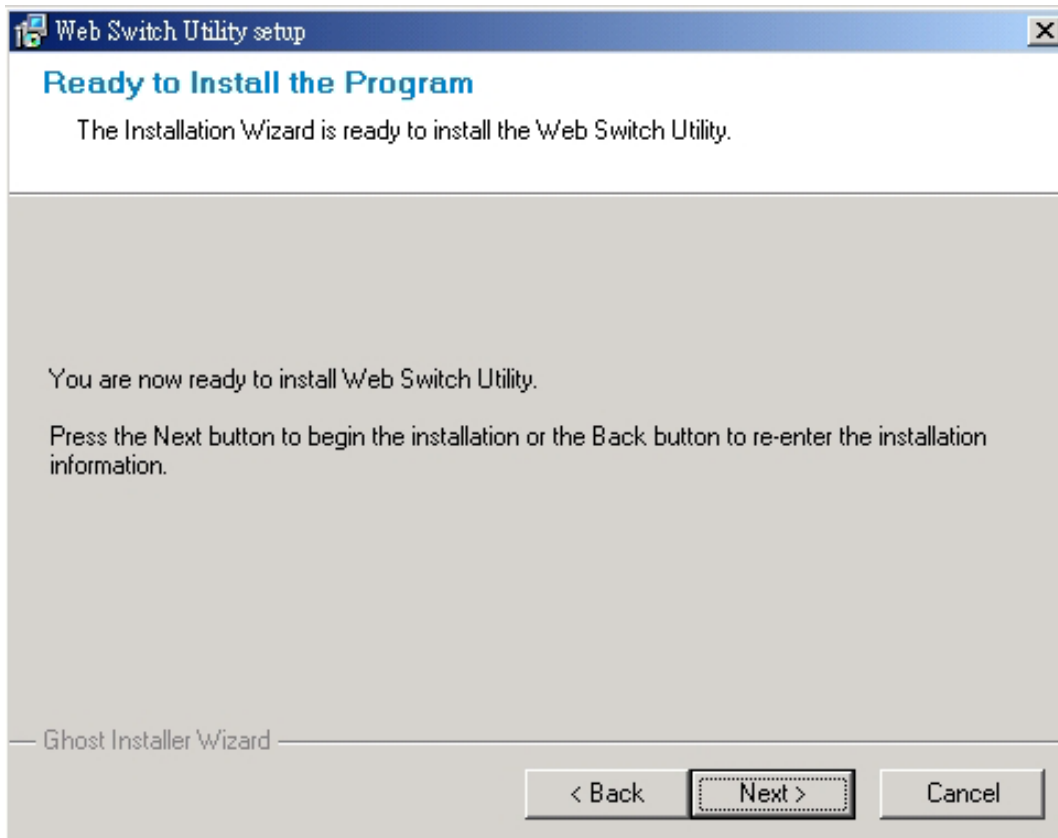 Web Switch Utility setup
Ready to Install the Program
The Installation Wizard is ready to install the Web Switch Utility.
You are now ready to install Web Switch Utility.
Press the Next button to begin the installation or the Back button to re-enter the installation
information.
Ghost Installer Wizard
< Back
Next >
Cancel